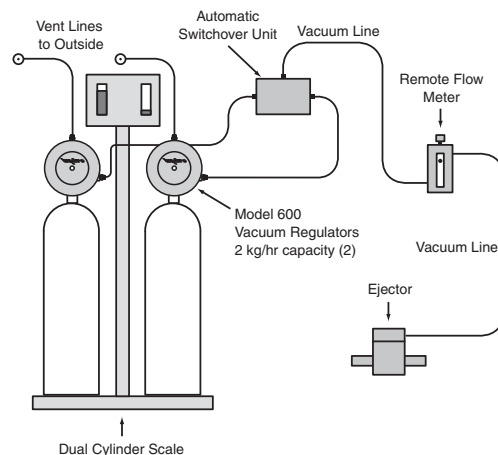 Vent Lines
to Outside
Automatic
Switchover Unit
Vacuum Line
Remote Flow
Meter
Model 600
Vacuum Regulators
2 kg/hr capacity (2)
Vacuum Line
Ejector
Dual Cylinder Scale